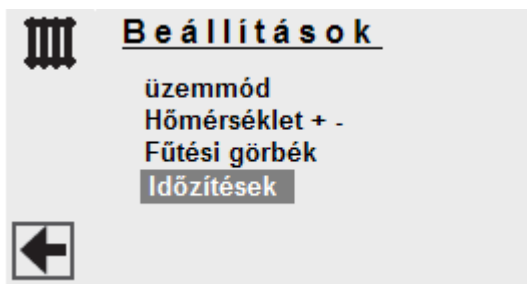 Beállítások
üzemmód
Hőmérséklet + -
Fűtési görbék
Időzítések